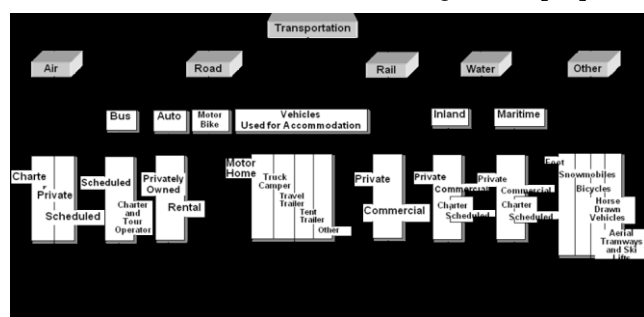 Transportation
Air
Road
Rail
Water
Other
Bus
Auto
Motor
Bike
Vehicles
Used for Accommodation
Inland
Maritime
Charte
Private
Scheduled
Scheduled
Charter
and
Tour
Operator
Privately
Owned
Rental
Motor
Home
Truck
Camper
Travel
Trailer
Tent
Trailer
Other
Private
Commercial
Private
Commercial
Charter
Scheduled
Private
Commercial
Charter
Scheduled
Foot
Snowmobiles
Bicycles
Horse
Drawn
Vehicles
Aerial
Tramways
and Ski
Lifts